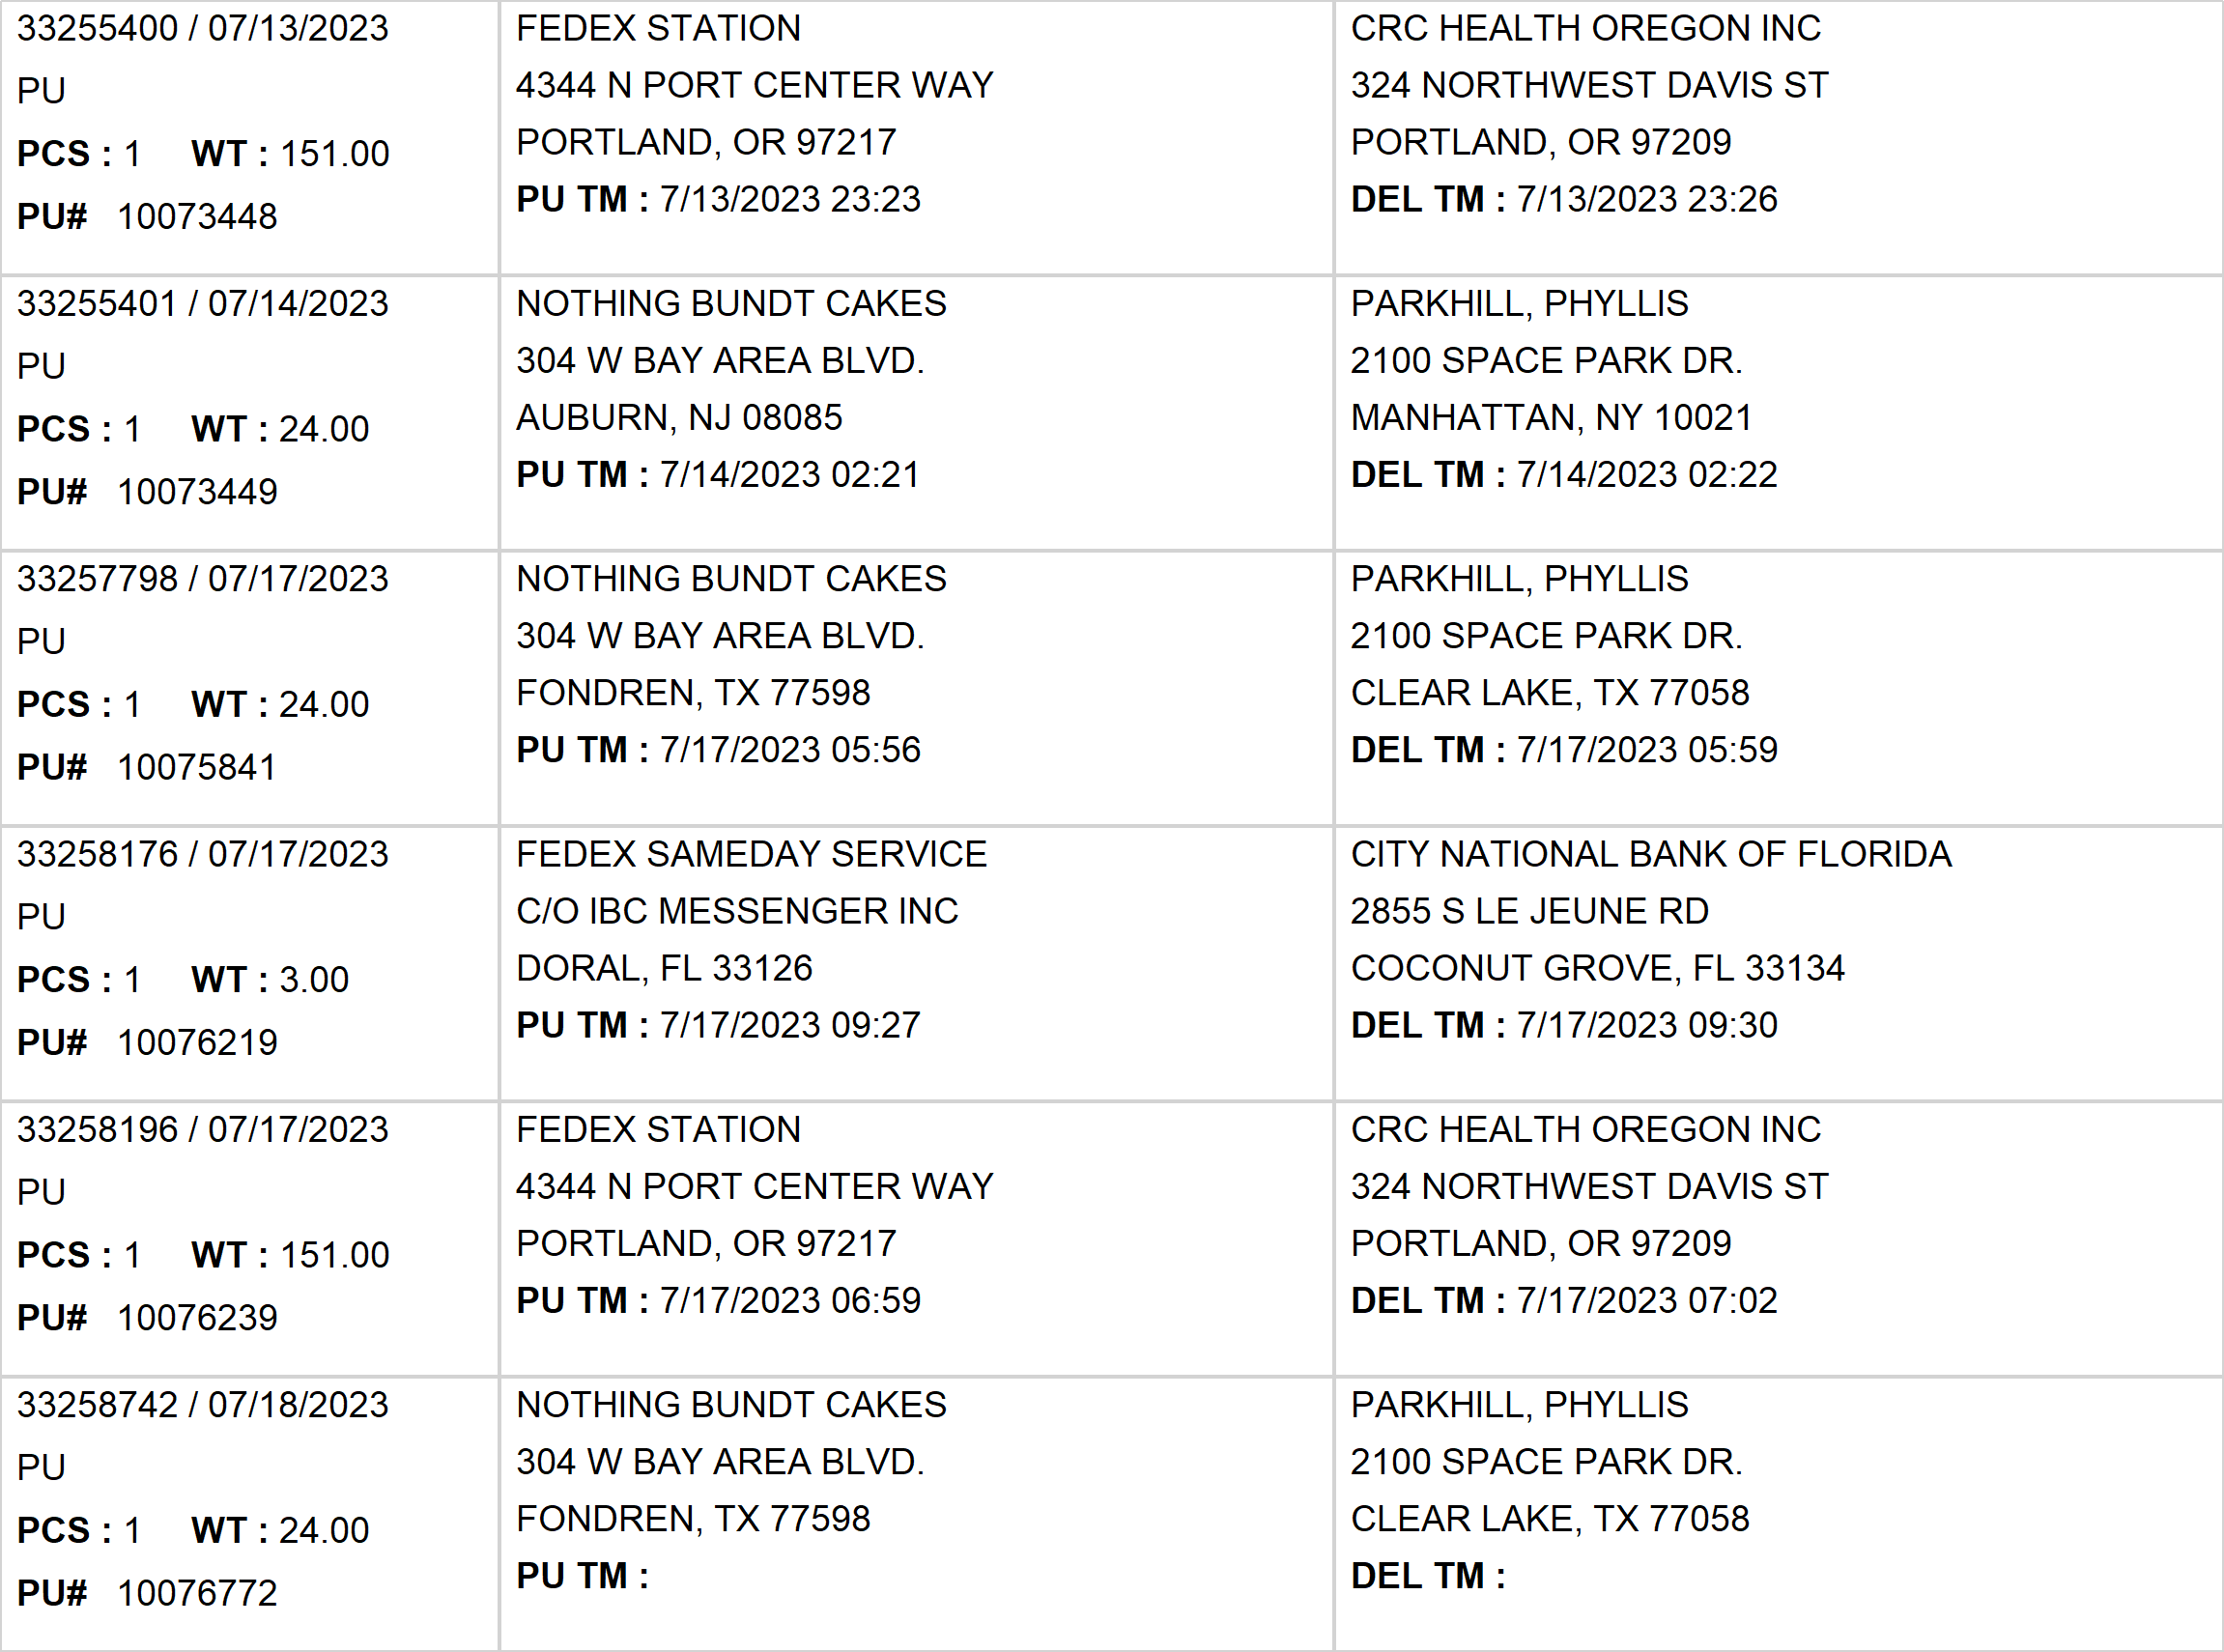 33255400 / 07/13/2023
PU
PCS : 1 WT : 151.00
PU# 10073448
FEDEX STATION
4344 N PORT CENTER WAY
PORTLAND, OR 97217
PU TM : 7/13/2023 23:23
CRC HEALTH OREGON INC
324 NORTHWEST DAVIS ST
PORTLAND, OR 97209
DEL TM : 7/13/2023 23:26
33255401 / 07/14/2023
PU
PCS : 1 WT : 24.00
PU# 10073449
NOTHING BUNDT CAKES
304 W BAY AREA BLVD.
AUBURN, NJ 08085
PU TM : 7/14/2023 02:21
PARKHILL, PHYLLIS
2100 SPACE PARK DR.
MANHATTAN, NY 10021
DEL TM : 7/14/2023 02:22
33257798 / 07/17/2023
PU
PCS : 1 WT : 24.00
PU# 10075841
NOTHING BUNDT CAKES
304 W BAY AREA BLVD.
FONDREN, TX 77598
PU TM : 7/17/2023 05:56
PARKHILL, PHYLLIS
2100 SPACE PARK DR.
CLEAR LAKE, TX 77058
DEL TM : 7/17/2023 05:59
33258176 / 07/17/2023
PU
PCS : 1 WT : 3.00
PU# 10076219
FEDEX SAMEDAY SERVICE
C/O IBC MESSENGER INC
DORAL, FL 33126
PU TM : 7/17/2023 09:27
CITY NATIONAL BANK OF FLORIDA
2855 S LE JEUNE RD
COCONUT GROVE, FL 33134
DEL TM : 7/17/2023 09:30
33258196 / 07/17/2023
PU
PCS : 1 WT : 151.00
PU# 10076239
FEDEX STATION
4344 N PORT CENTER WAY
PORTLAND, OR 97217
PU TM : 7/17/2023 06:59
CRC HEALTH OREGON INC
324 NORTHWEST DAVIS ST
PORTLAND, OR 97209
DEL TM : 7/17/2023 07:02
33258742 / 07/18/2023
PU
PCS : 1 WT : 24.00
PU# 10076772
NOTHING BUNDT CAKES
304 W BAY AREA BLVD.
FONDREN, TX 77598
PU TM :
PARKHILL, PHYLLIS
2100 SPACE PARK DR.
CLEAR LAKE, TX 77058
DEL TM :